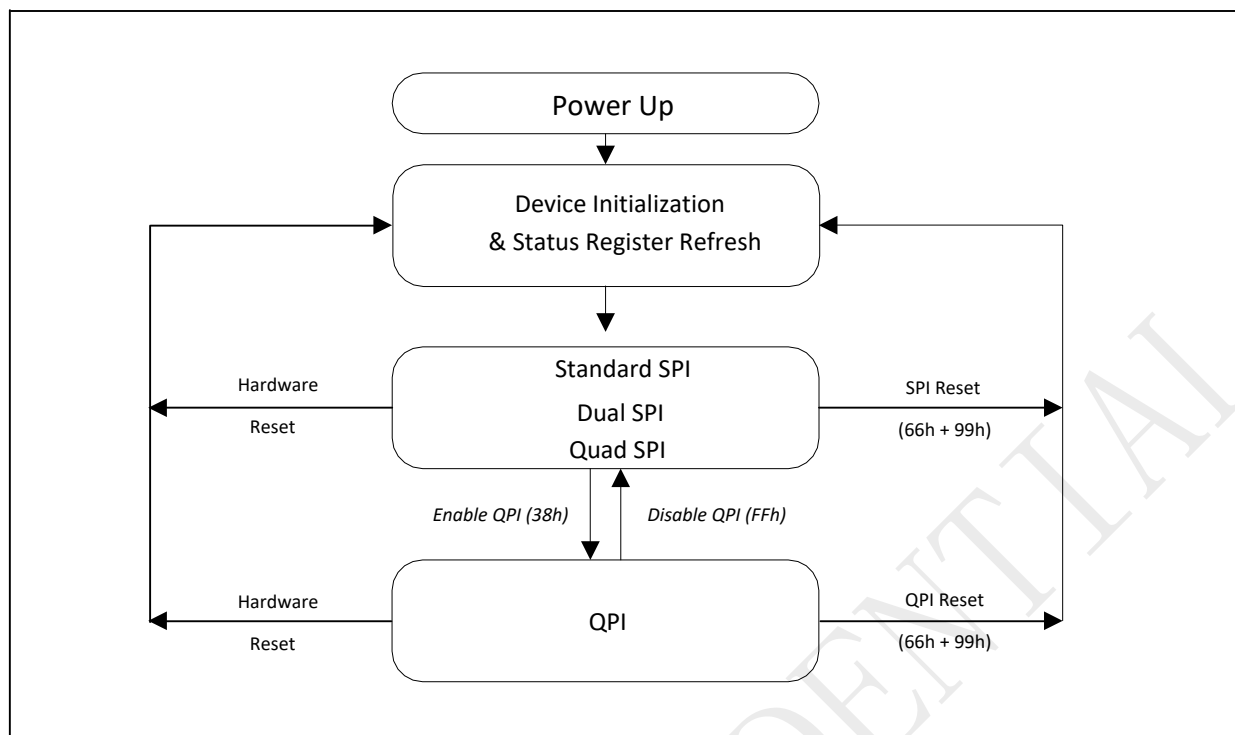 Power Up
Device Initialization
& Status Register Refresh
Standard SPI
Dual SPI
Quad SPI
Hardware
Reset
SPI Reset
(66h + 99h)
Enable QPI (38h)
Disable QPI (FFh)
Hardware
Reset
QPI
QPI Reset
(66h + 99h)
DENTIAL